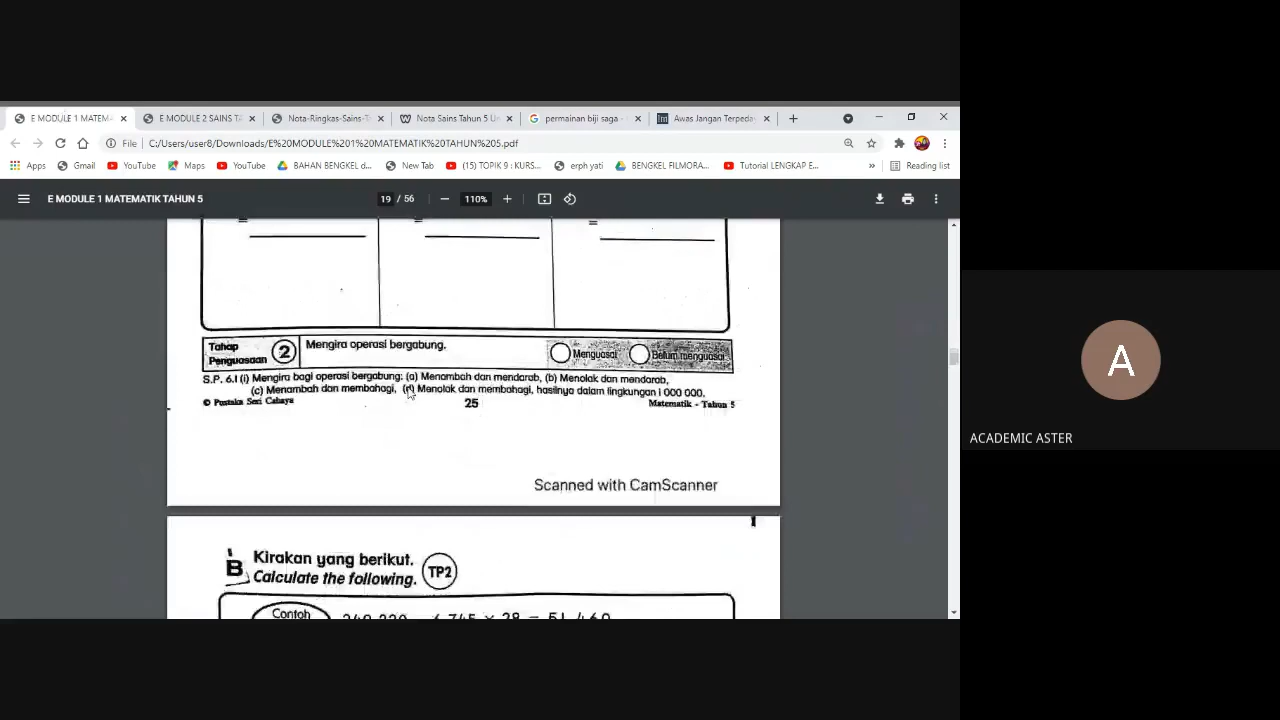 E MODULE 1 MATEM
E MODULE 2 SAINS TA
Nota-Ringkas-Sains-T
Nota Sains Tahun 5 U
permainan biji saga -
Awas Jangan Terpeda
File C:/Users/user8/Downloads/E%20MODULE%201%20MATEMATIK%20TAHUN%205.pdf
Apps Gmail YouTube Maps YouTube BAHAN BENGKEL d... New Tab (15) TOPIK 9 : KURS... erph yati BENGKEL FILMORA... Tutorial LENGKAP E... » Reading list
E MODULE 1 MATEMATIK TAHUN 5 19 / 56 — 110% +
= = =
Tahap
Penguasaan 2 Mengira operasi bergabung. Menguasai Belum menguasai
S.P. 6.1 (i) Mengira bagi operasi bergabung: (a) Menambah dan mendarab, (b) Menolak dan mendarab,
(c) Menambah dan membahagi, Menolak dan membahagi, hasilnya dalam lingkungan 1 000 000.
© Pustaka Seri Cahaya 25 Matematik - Tahun 5
Scanned with CamScanner
B Kirakan yang berikut. TP2
Calculate the following.
Contoh 745 × 28 = 51 460
A
ACADEMIC ASTER